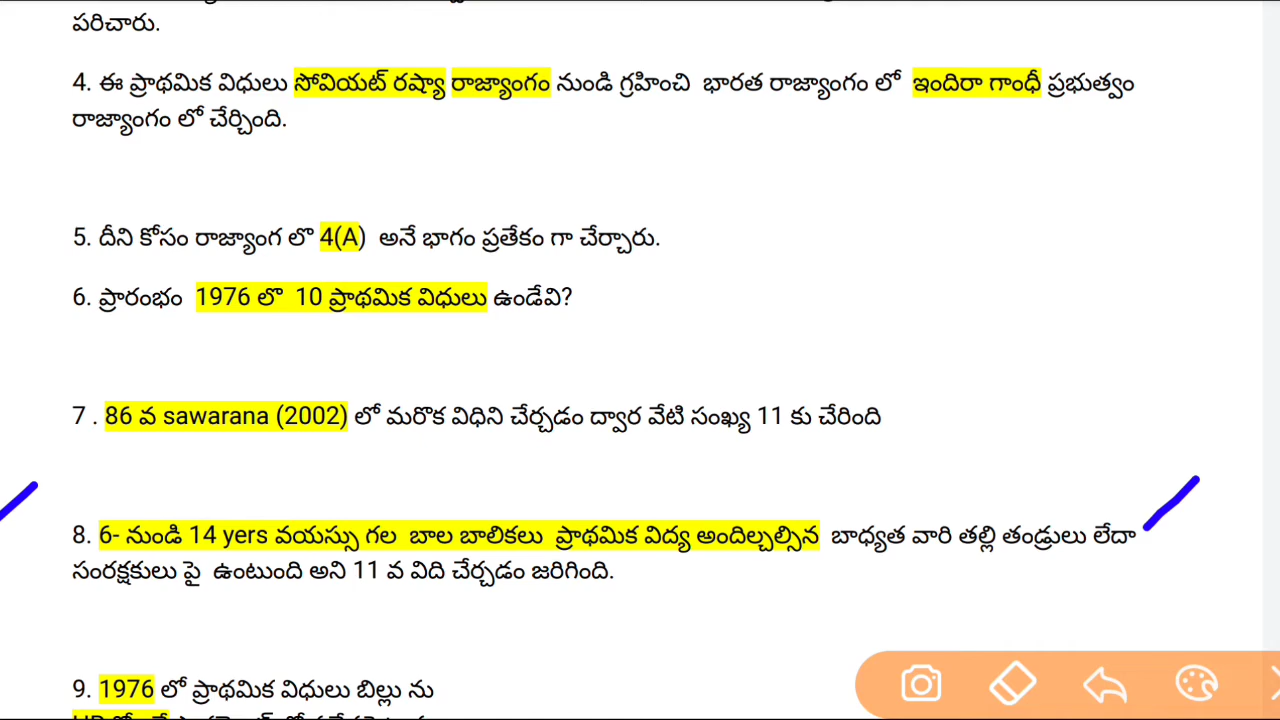 పరిచారు.
4. ఈ ప్రాథమిక విధులు సోవియట్ రష్యా రాజ్యాంగం నుండి గ్రహించి భారత రాజ్యాంగం లో ఇందిరా గాంధీ ప్రభుత్వం
రాజ్యాంగం లో చేర్చింది.
5. దీని కోసం రాజ్యాంగ లొ 4(A) అనే భాగం ప్రతేకం గా చేర్చారు.
6. ప్రారంభం 1976 లొ 10 ప్రాథమిక విధులు ఉండేవి?
7 . 86 వ sawarana (2002) లో మరొక విధిని చేర్చడం ద్వార వేటి సంఖ్య 11 కు చేరింది
8. 6- నుండి 14 yers వయస్సు గల బాల బాలికలు ప్రాథమిక విద్య అందిల్చల్సిన బాధ్యత వారి తల్లి తండ్రులు లేదా
సంరక్షకులు పై ఉంటుంది అని 11 వ విది చేర్చడం జరిగింది.
9. 1976 లో ప్రాథమిక విధులు బిల్లు ను